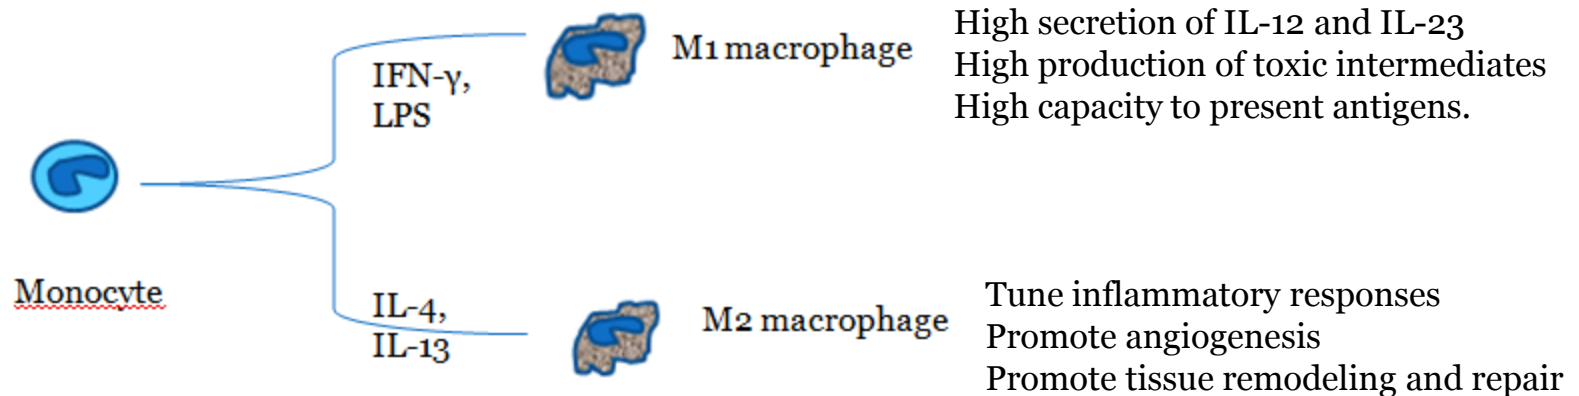 High secretion of IL-12 and IL-23
M1 macrophage
High production of toxic intermediates
IFN-γ,
LPS
High capacity to present antigens.
Monocyte
IL-4,
IL-13
M2 macrophage
Tune inflammatory responses
Promote angiogenesis
Promote tissue remodeling and repair